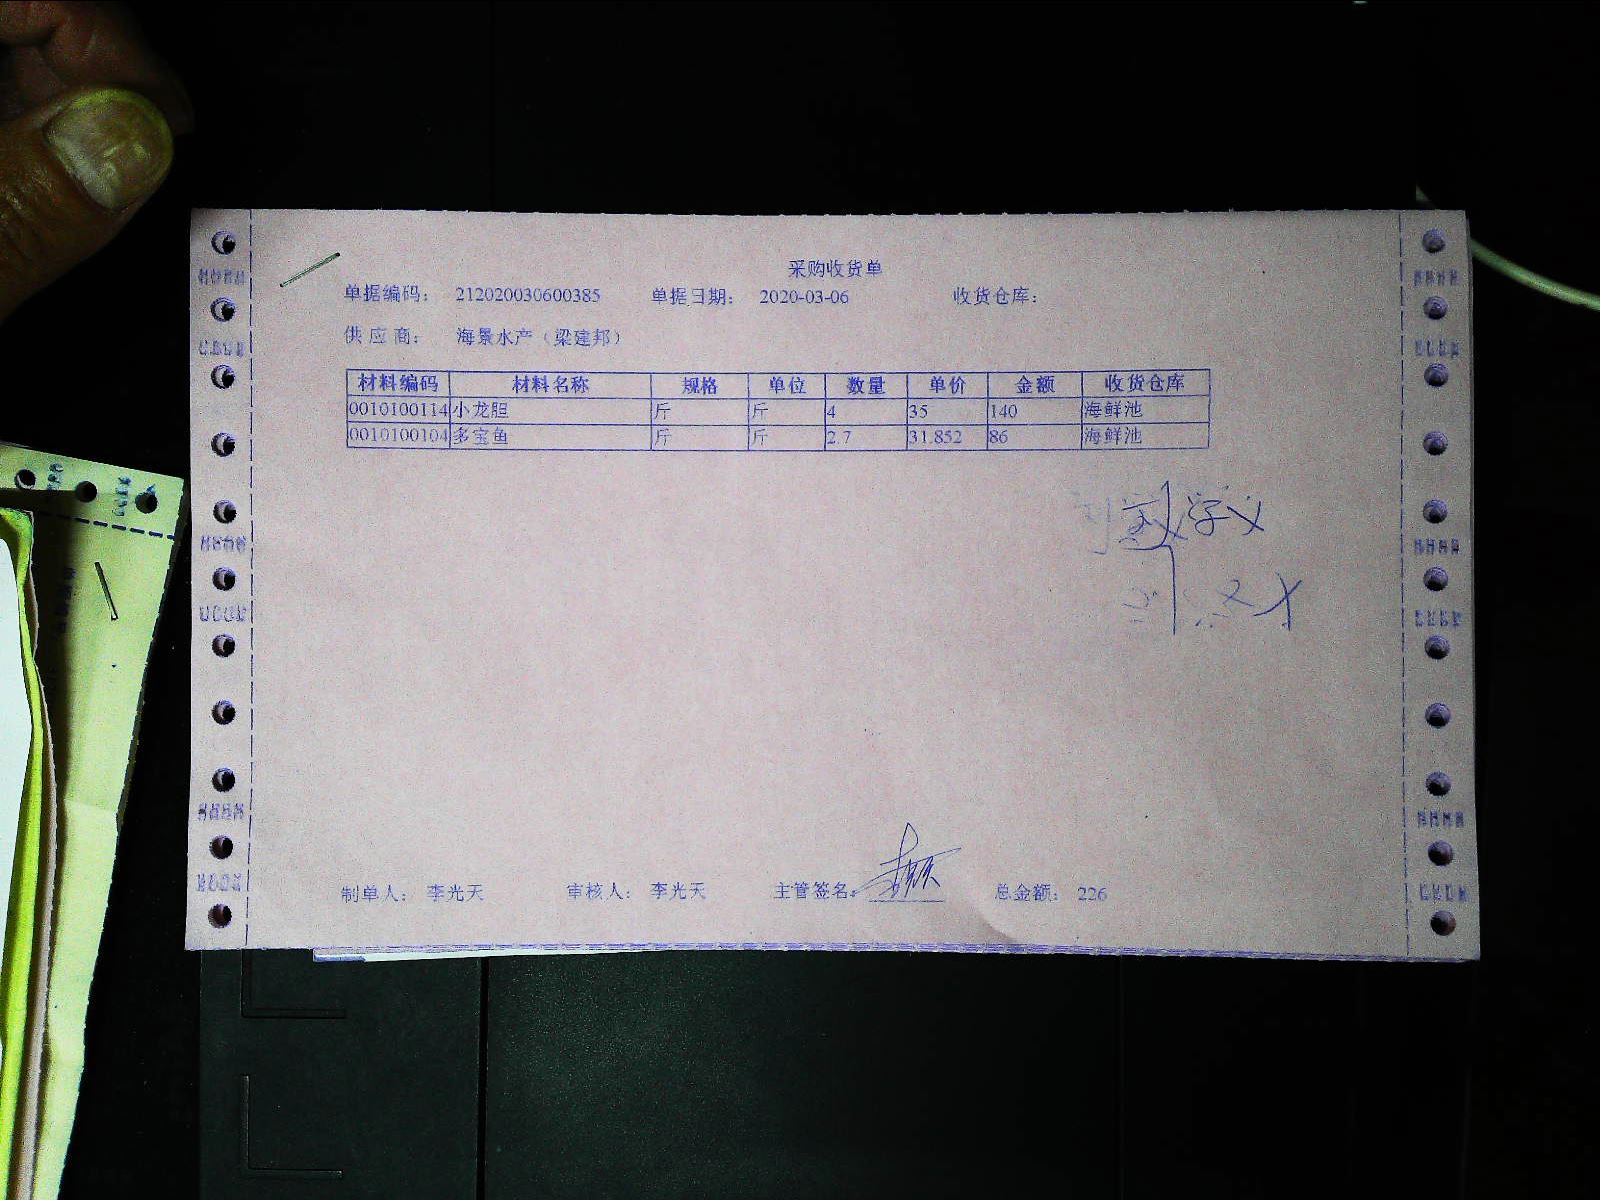 采购收货单
单据编码： 212020030600385 单据日期： 2020-03-06 收货仓库：
供 应 商： 海景水产（梁建邦）
材料编码 材料名称 规格 单位 数量 单价 金额 收货仓库
0010100114 小龙胆 斤 斤 4 35 140 海鲜池
0010100104 多宝鱼 斤 斤 2.7 31.852 86 海鲜池
制单人： 李光天 审核人： 李光天 主管签名： 总金额： 226